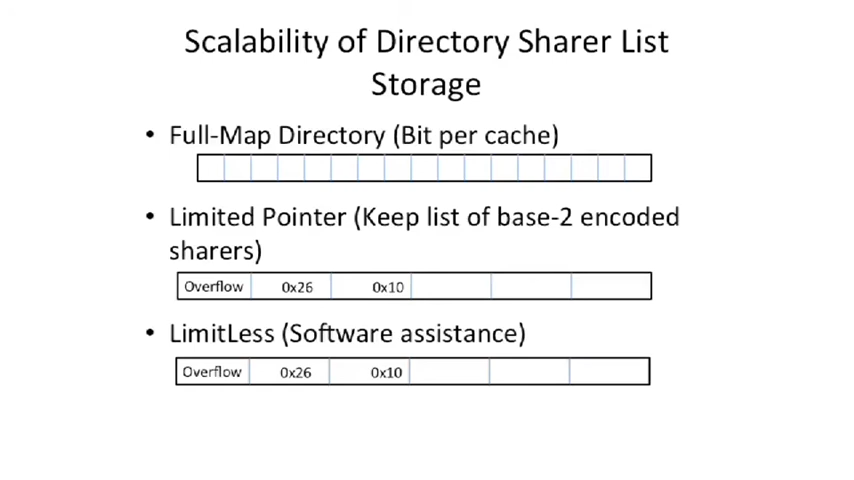 Scalability of Directory Sharer List
Storage
• Full-Map Directory (Bit per cache)
• Limited Pointer (Keep list of base-2 encoded
sharers)
Overflow 0x26 0x10
• LimitLess (Software assistance)
Overflow 0x26 0x10